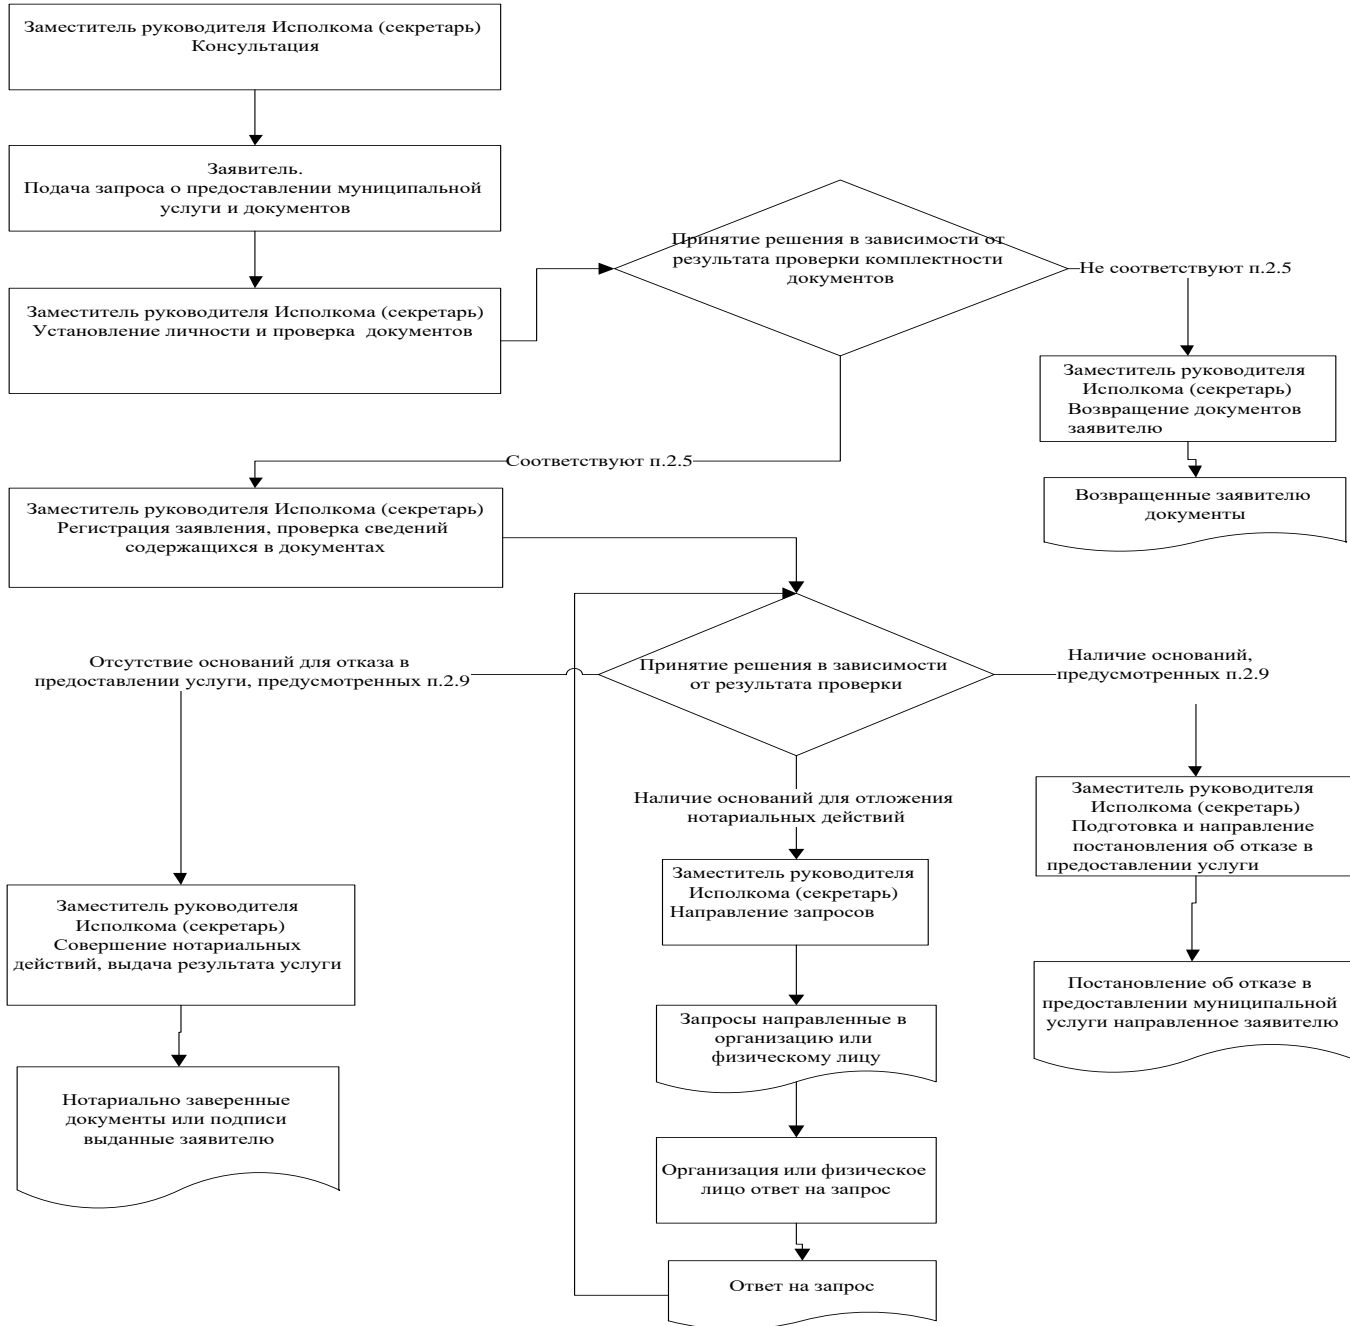 Заместитель руководителя Исполкома (секретарь)
Консультация
Заявитель.
Подача запроса о предоставлении муниципальной
услуги и документов
Заместитель руководителя Исполкома (секретарь)
Установление личности и проверка документов
Принятие решения в зависимости от
результата проверки комплектности
документов
Не соответствуют п.2.5
Заместитель руководителя
Исполкома (секретарь)
Возвращение документов
заявителю
Возвращенные заявителю
документы
Соответствуют п.2.5
Заместитель руководителя Исполкома (секретарь)
Регистрация заявления, проверка сведений
содержащихся в документах
Принятие решения в зависимости
от результата проверки
Отсутствие оснований для отказа в
предоставлении услуги, предусмотренных п.2.9
Наличие оснований,
предусмотренных п.2.9
Наличие оснований для отложения
нотариальных действий
Заместитель руководителя
Исполкома (секретарь)
Подготовка и направление
постановления об отказе в
предоставлении услуги
Заместитель руководителя
Исполкома (секретарь)
Направление запросов
Заместитель руководителя
Исполкома (секретарь)
Совершение нотариальных
действий, выдача результата услуги
Постановление об отказе в
предоставлении муниципальной
услуги направленное заявителю
Запросы направленные в
организацию или
физическому лицу
Нотариально заверенные
документы или подписи
выданные заявителю
Организация или физическое
лицо ответ на запрос
Ответ на запрос